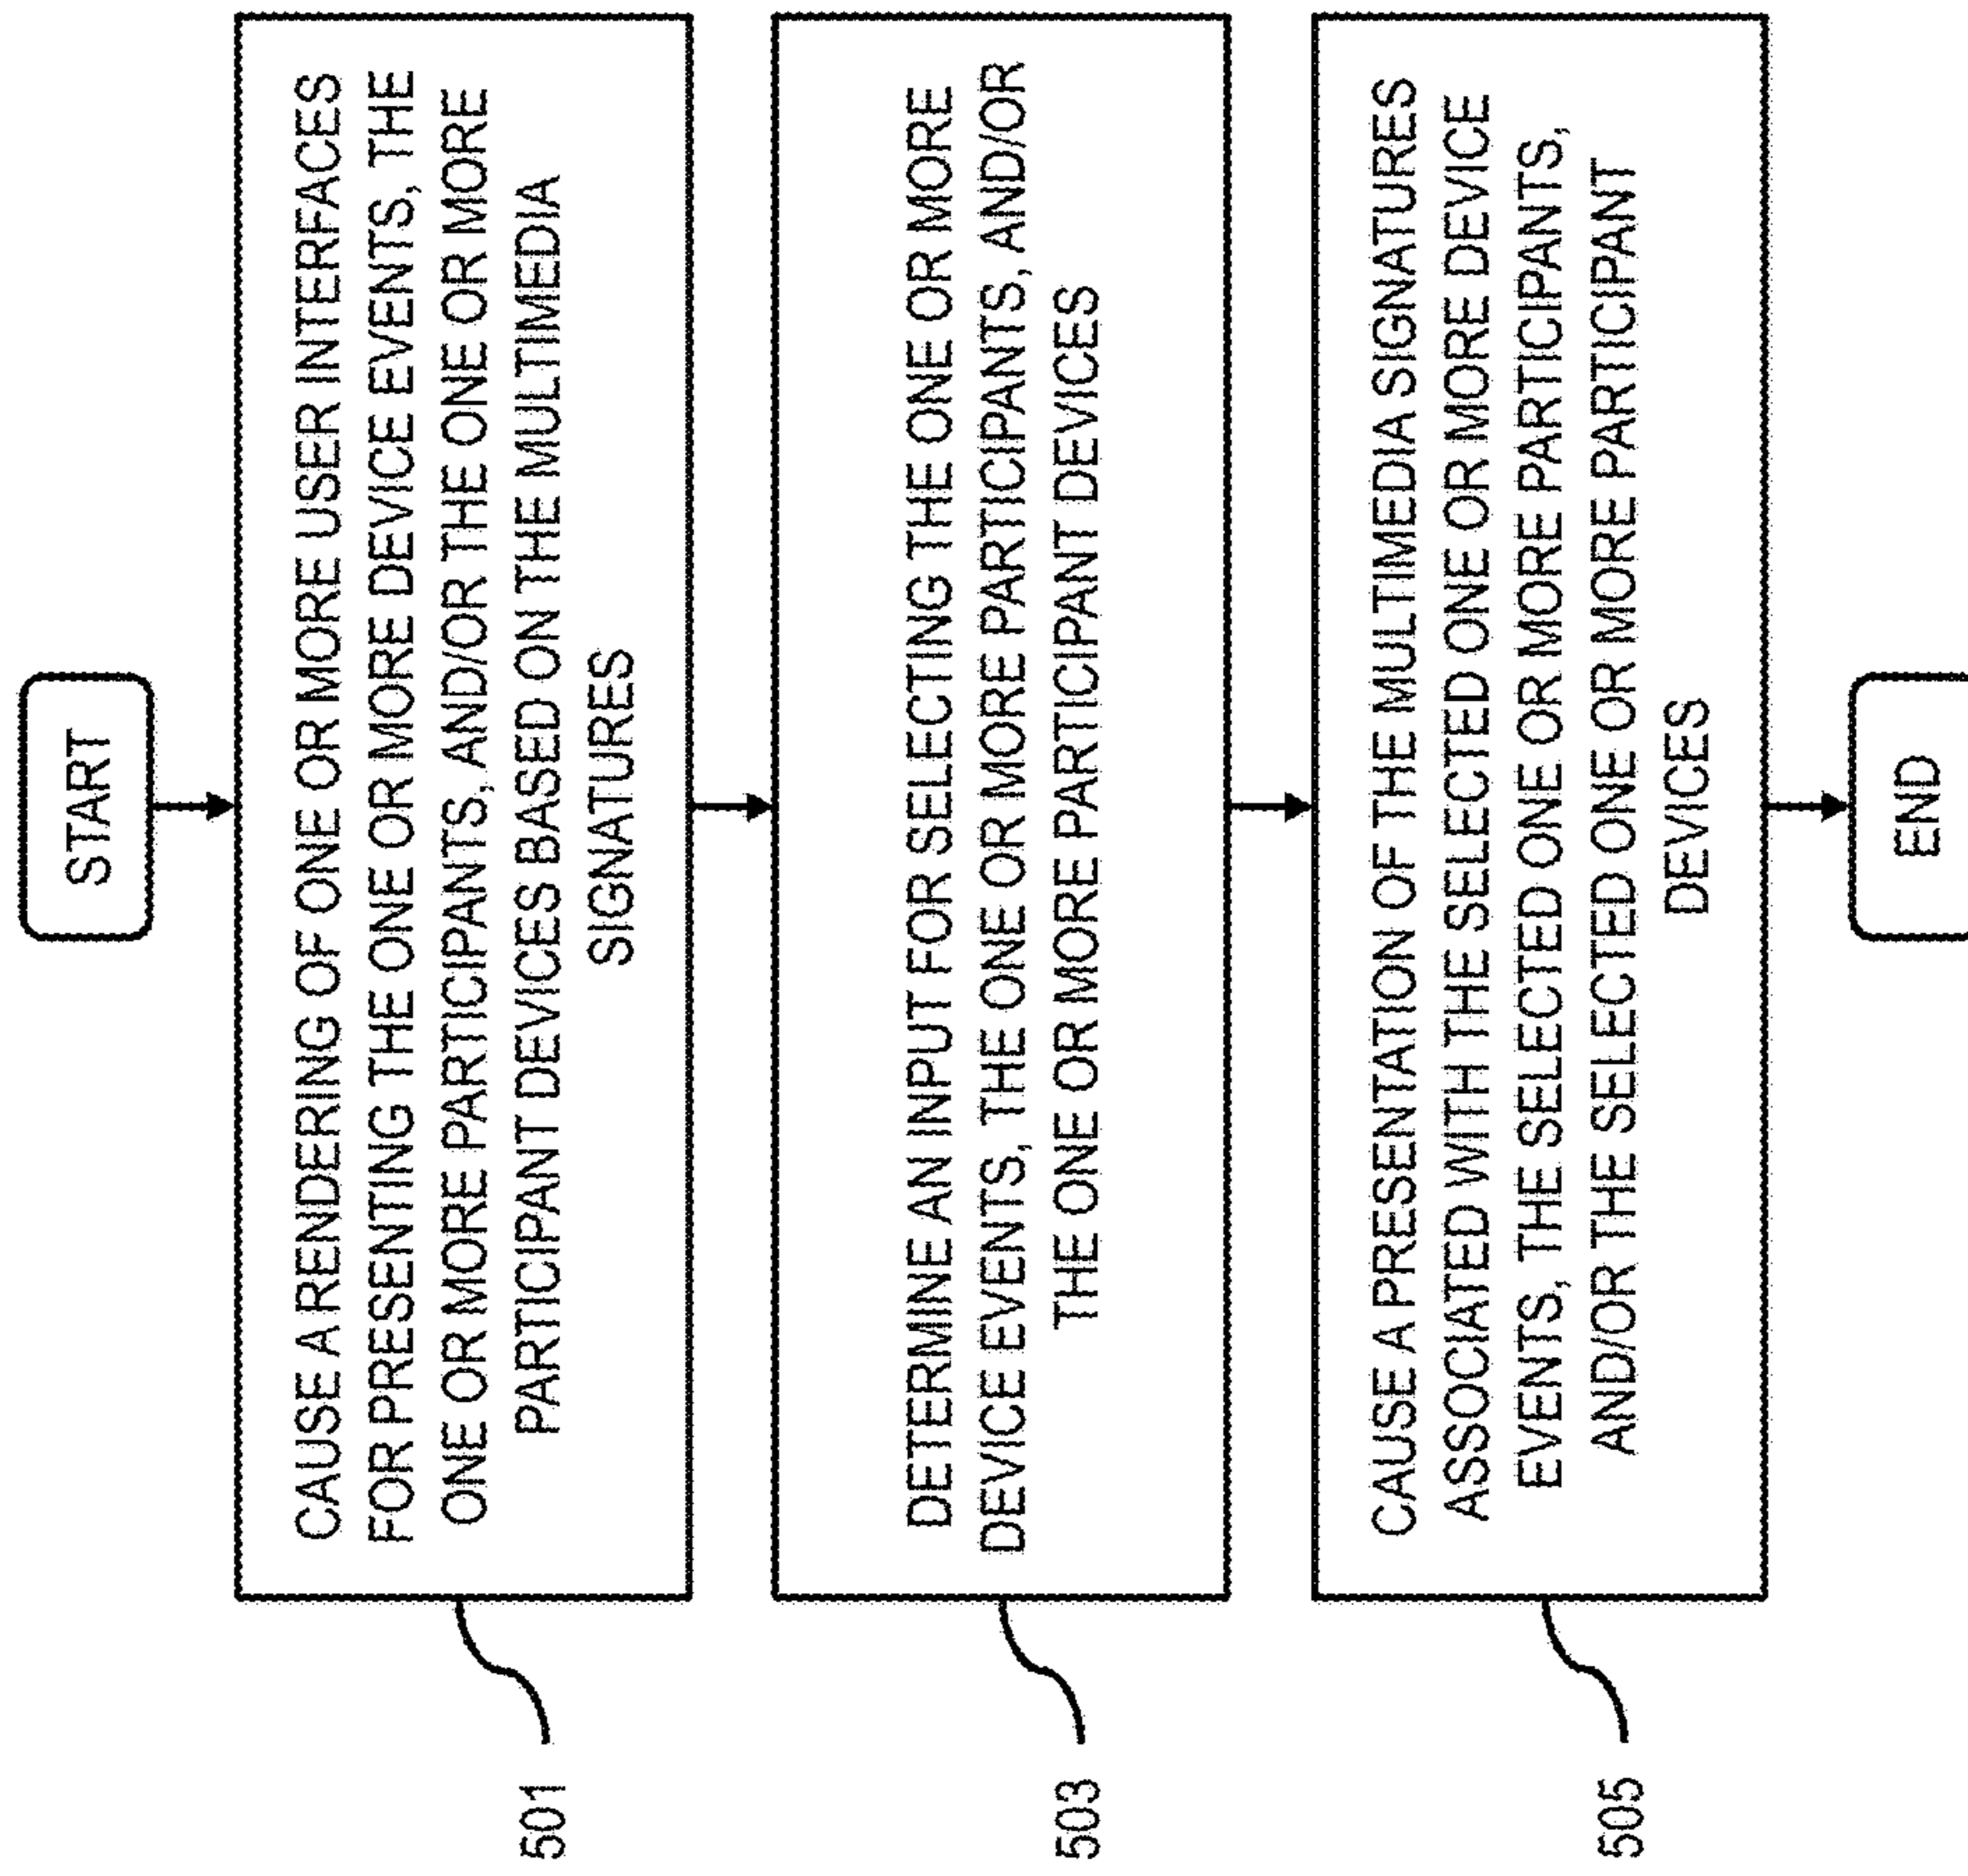 START
CAUSE A RENDERING OF ONE OR MORE USER INTERFACES
FOR PRESENTING THE ONE OR MORE DEVICE EVENTS, THE
ONE OR MORE PARTICIPANTS, AND/OR THE ONE OR MORE
PARTICIPANT DEVICES BASED ON THE MULTIMEDIA
SIGNATURES
501
DETERMINE AN INPUT FOR SELECTING THE ONE OR MORE
DEVICE EVENTS, THE ONE OR MORE PARTICIPANTS, AND/OR
THE ONE OR MORE PARTICIPANT DEVICES
503
CAUSE A PRESENTATION OF THE MULTIMEDIA SIGNATURES
ASSOCIATED WITH THE SELECTED ONE OR MORE DEVICE
EVENTS, THE SELECTED ONE OR MORE PARTICIPANTS,
AND/OR THE SELECTED ONE OR MORE PARTICIPANT
DEVICES
505
END